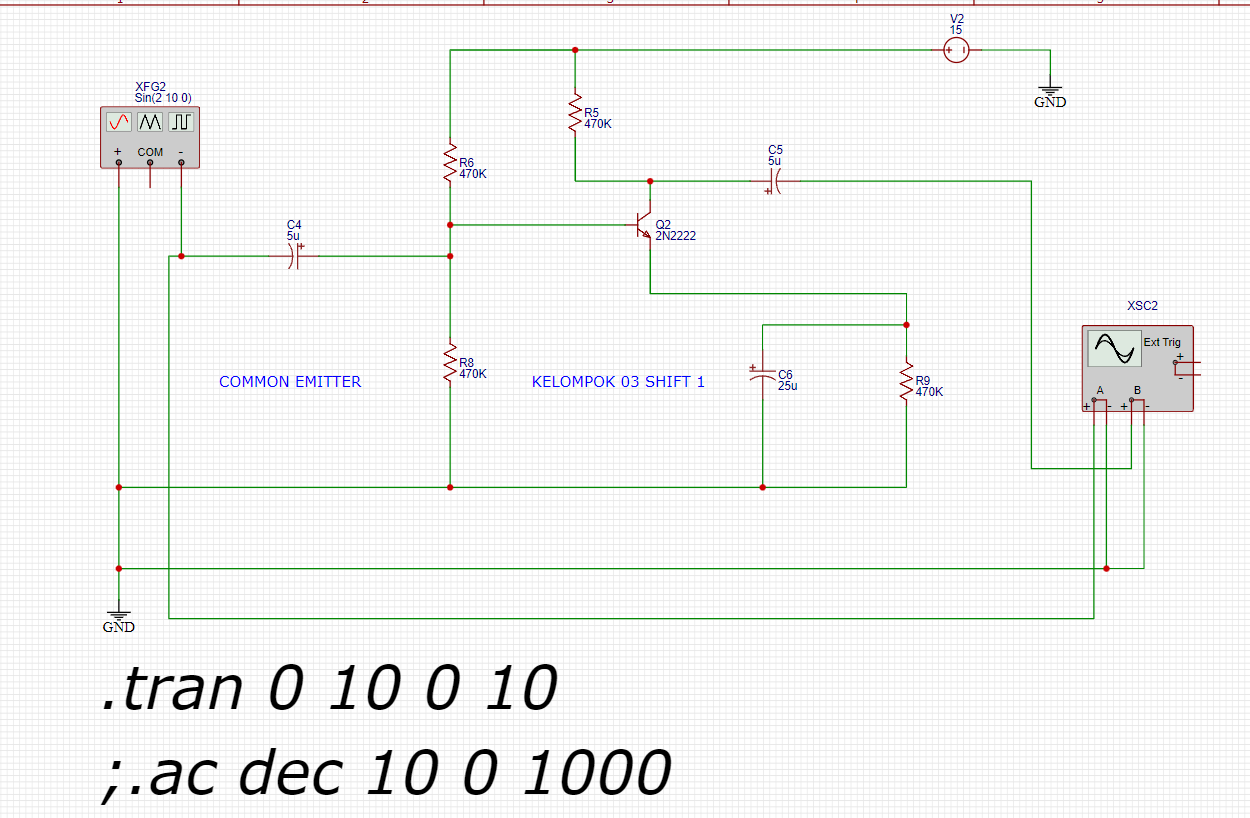 V2
15
GND
XFG2
Sin(2 10 0)
+ COM -
R5
470K
R6
470K
C5
5u
C4
5u
Q2
2N2222
XSC2
Ext Trig
+
-
A B
+ - + -
R8
470K
COMMON EMITTER
KELOMPOK 03 SHIFT 1
C6
25u
R9
470K
GND
.tran 0 10 0 10
;.ac dec 10 0 1000